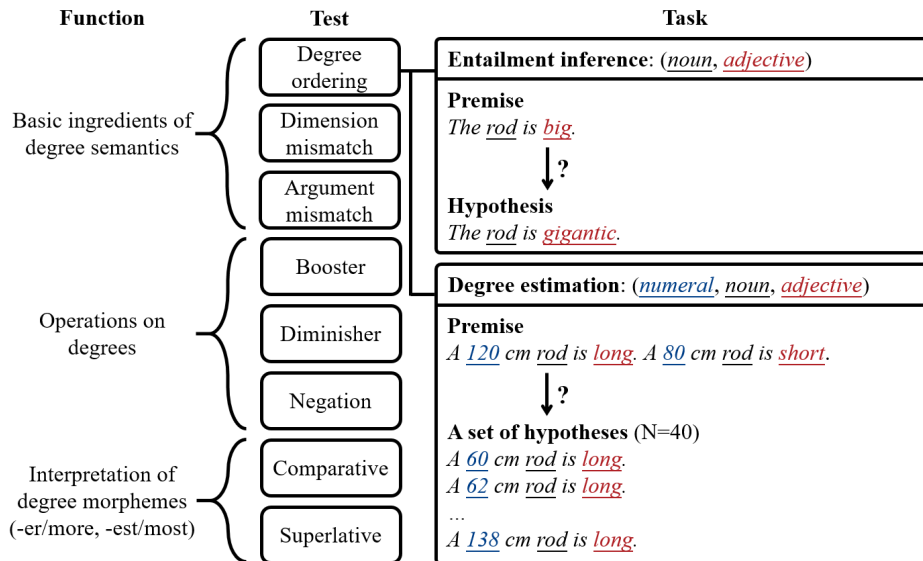 Function
Test
Task
Basic ingredients of
degree semantics
Operations on
degrees
Interpretation of
degree morphemes
(-er/more, -est/most)
Degree
ordering
Dimension
mismatch
Argument
mismatch
Booster
Diminisher
Negation
Comparative
Superlative
Entailment inference: (noun, adjective)
Premise
The rod is big.
?
Hypothesis
The rod is gigantic.
Degree estimation: (numeral, noun, adjective)
Premise
A 120 cm rod is long. A 80 cm rod is short.
?
A set of hypotheses (N=40)
A 60 cm rod is long.
A 62 cm rod is long.
...
A 138 cm rod is long.